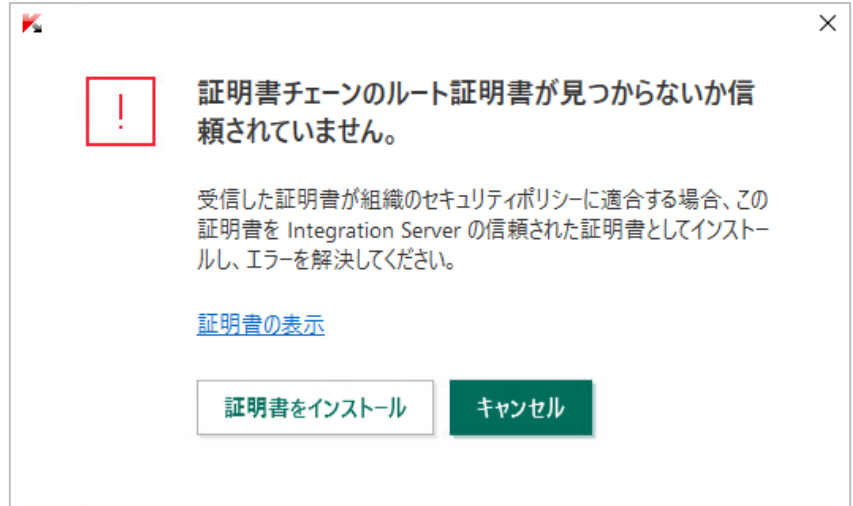 証明書チェーンのルート証明書が見つからないか信
頼されていません。
受信した証明書が組織のセキュリティポリシーに適合する場合、この
証明書を Integration Server の信頼された証明書としてインストー
ルし、エラーを解決してください。
証明書の表示
証明書をインストール
キャンセル